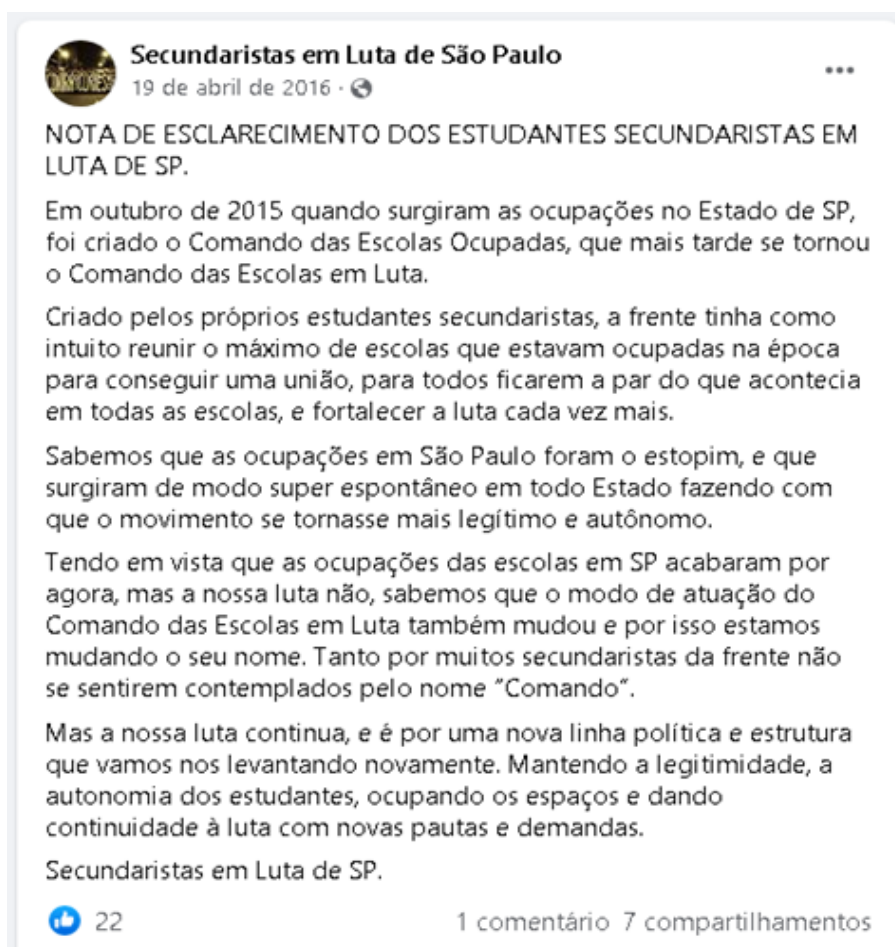 Secundaristas em Luta de São Paulo
19 de abril de 2016 ·
NOTA DE ESCLARECIMENTO DOS ESTUDANTES SECUNDARISTAS EM
LUTA DE SP.
Em outubro de 2015 quando surgiram as ocupações no Estado de SP,
foi criado o Comando das Escolas Ocupadas, que mais tarde se tornou
o Comando das Escolas em Luta.
Criado pelos próprios estudantes secundaristas, a frente tinha como
intuito reunir o máximo de escolas que estavam ocupadas na época
para conseguir uma união, para todos ficarem a par do que acontecia
em todas as escolas, e fortalecer a luta cada vez mais.
Sabemos que as ocupações em São Paulo foram o estopim, e que
surgiram de modo super espontâneo em todo Estado fazendo com
que o movimento se tornasse mais legítimo e autônomo.
Tendo em vista que as ocupações das escolas em SP acabaram por
agora, mas a nossa luta não, sabemos que o modo de atuação do
Comando das Escolas em Luta também mudou e por isso estamos
mudando o seu nome. Tanto por muitos secundaristas da frente não
se sentirem contemplados pelo nome "Comando".
Mas a nossa luta continua, e é por uma nova linha política e estrutura
que vamos nos levantando novamente. Mantendo a legitimidade, a
autonomia dos estudantes, ocupando os espaços e dando
continuidade à luta com novas pautas e demandas.
Secundaristas em Luta de SP.
22
1 comentário 7 compartilhamentos